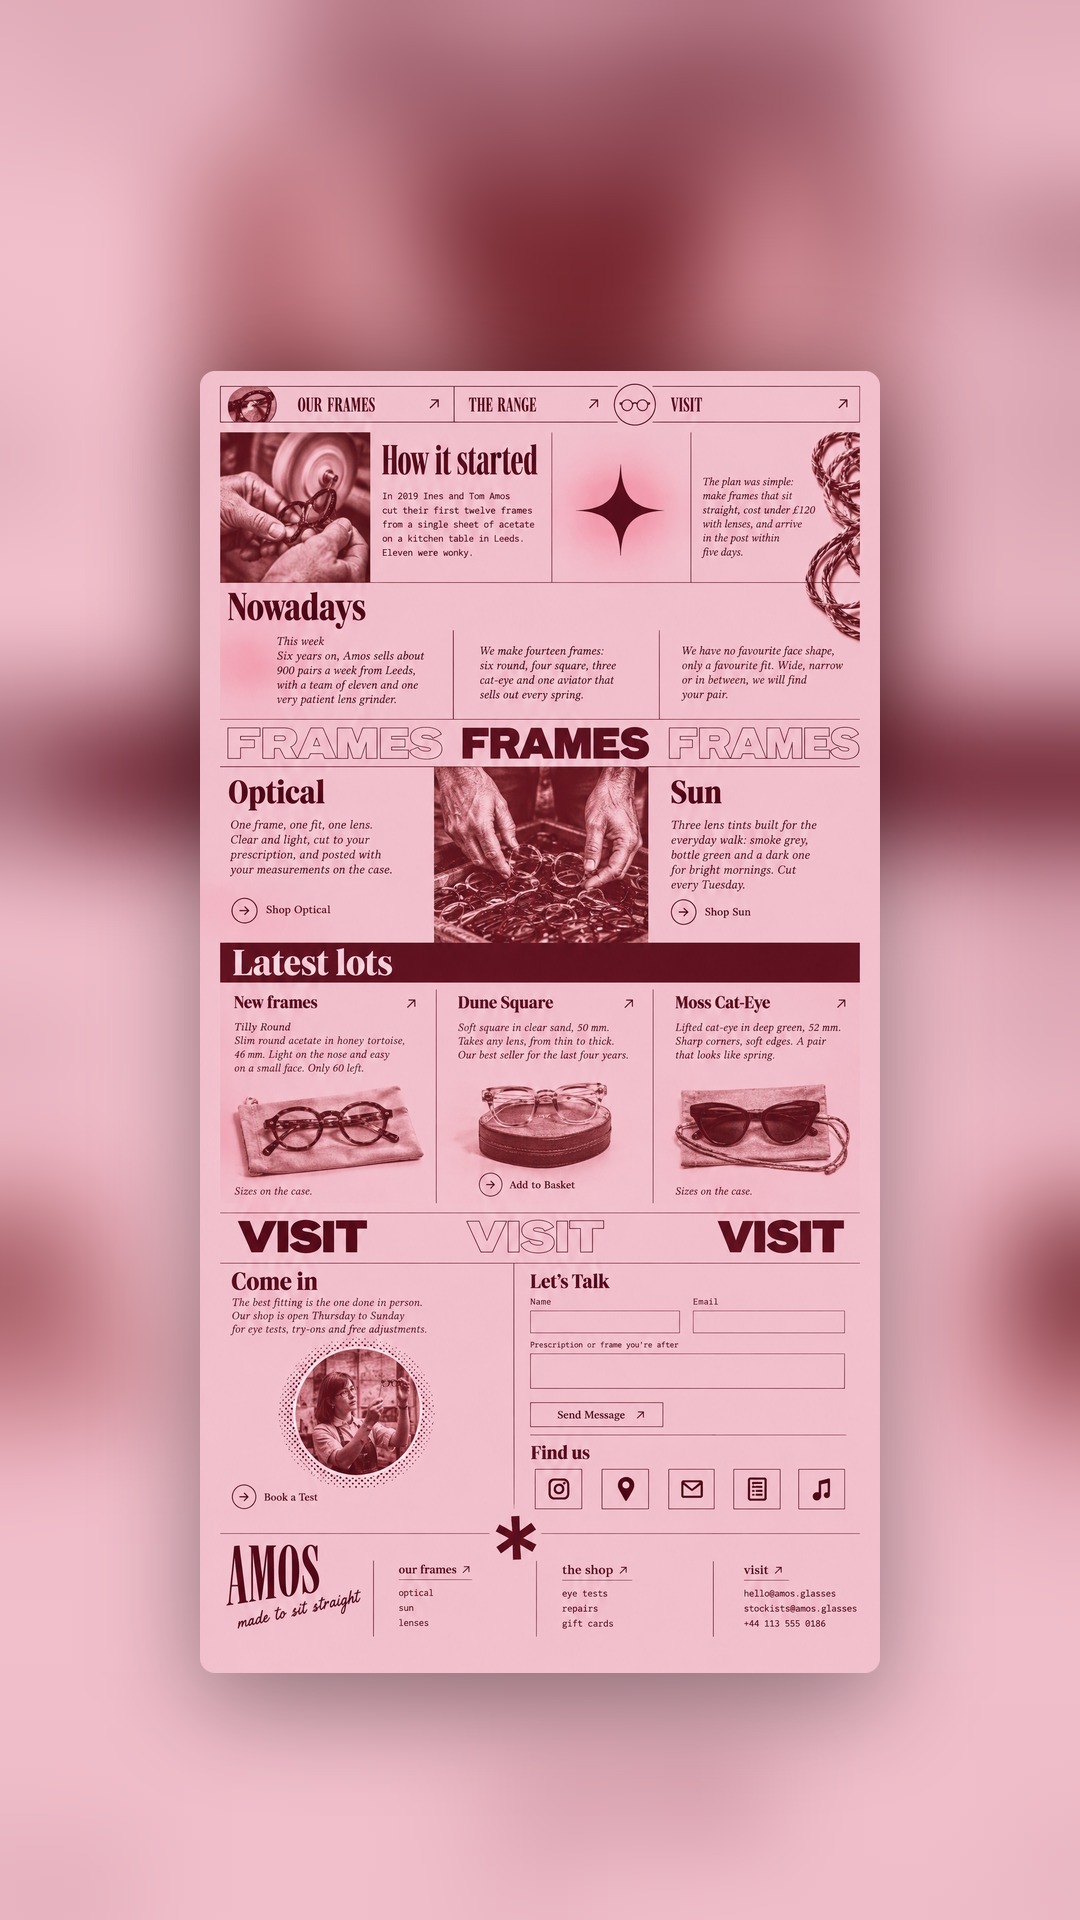 OUR FRAMES
THE RANGE
VISIT
How it started
In 2019 Ines and Tom Amos
cut their first twelve frames
from a single sheet of acetate
on a kitchen table in Leeds.
Eleven were wonky.
The plan was simple:
make frames that sit
straight, cost under £120
with lenses, and arrive
in the post within
five days.
Nowadays
This week
Six years on, Amos sells about
900 pairs a week from Leeds,
with a team of eleven and one
very patient lens grinder.
We make fourteen frames:
six round, four square, three
cat-eye and one aviator that
sells out every spring.
We have no favourite face shape,
only a favourite fit. Wide, narrow
or in between, we will find
your pair.
FRAMES FRAMES FRAMES
Optical
One frame, one fit, one lens.
Clear and light, cut to your
prescription, and posted with
your measurements on the case.
Shop Optical
Sun
Three lens tints built for the
everyday walk: smoke grey,
bottle green and a dark one
for bright mornings. Cut
every Tuesday.
Shop Sun
Latest lots
New frames
Tilly Round
Slim round acetate in honey tortoise,
46 mm. Light on the nose and easy
on a small face. Only 60 left.
Sizes on the case.
Dune Square
Soft square in clear sand, 50 mm.
Takes any lens, from thin to thick.
Our best seller for the last four years.
Add to Basket
Moss Cat-Eye
Lifted cat-eye in deep green, 52 mm.
Sharp corners, soft edges. A pair
that looks like spring.
Sizes on the case.
VISIT VISIT VISIT
Come in
The best fitting is the one done in person.
Our shop is open Thursday to Sunday
for eye tests, try-ons and free adjustments.
Book a Test
Let's Talk
Name
Email
Prescription or frame you're after
Send Message
Find us
AMOS
made to sit straight
our frames
optical
sun
lenses
the shop
eye tests
repairs
gift cards
visit
hello@amos.glasses
stockists@amos.glasses
+44 113 555 0186